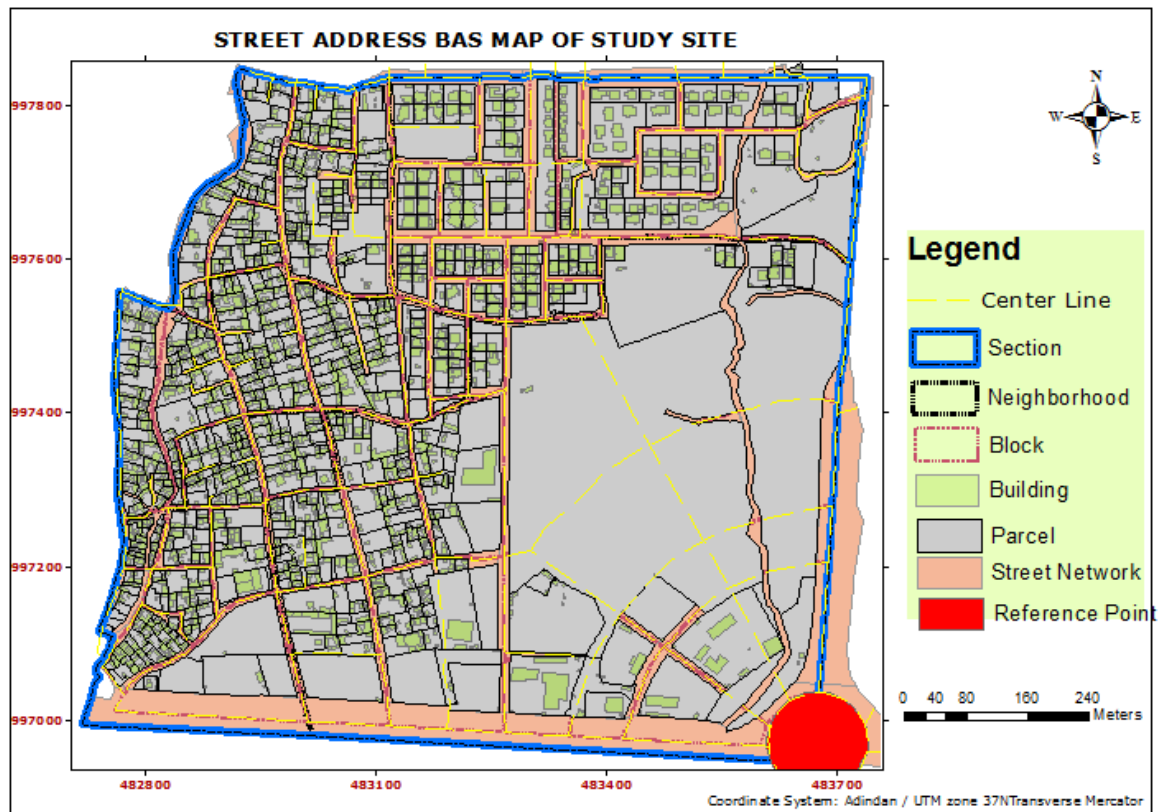 STREET ADDRESS BAS MAP OF STUDY SITE
N
W E
S
997800
997600
997400
997200
997000
482800 483100 483400 483700
Legend
Center Line
Section
Neighborhood
Block
Building
Parcel
Street Network
Reference Point
0 40 80 160 240
Meters
Coordinate System: Adindan / UTM zone 37NTransverse Mercator